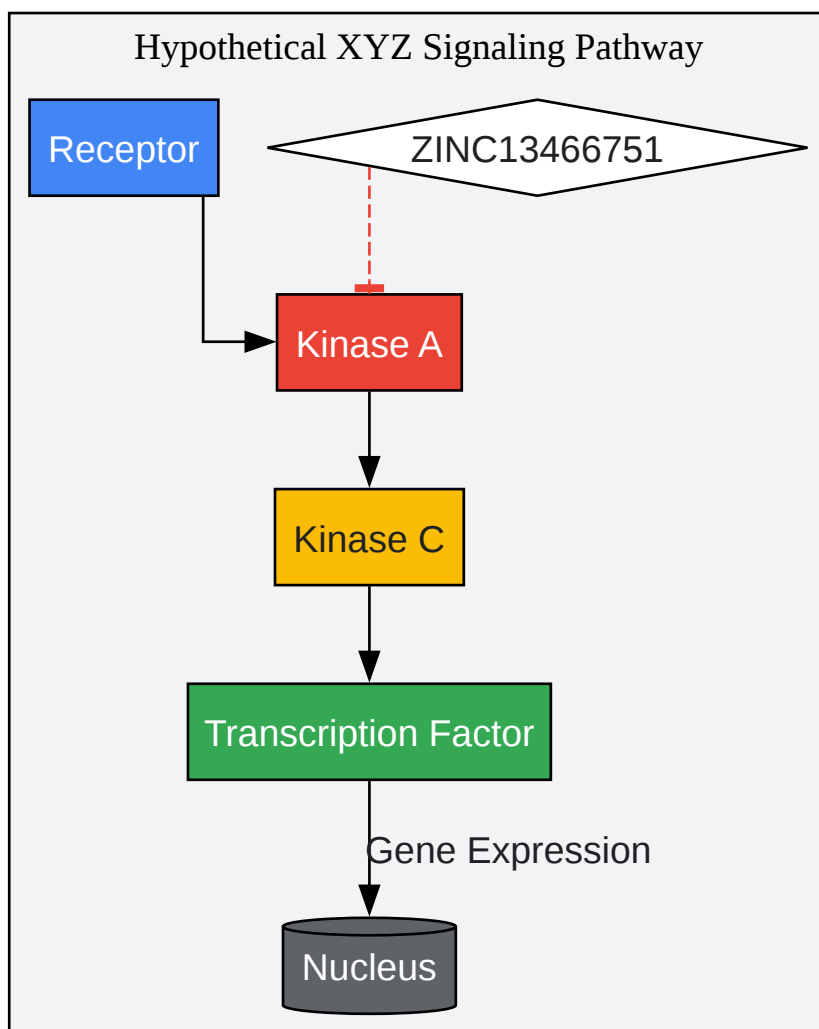 Hypothetical XYZ Signaling Pathway
Receptor
ZINC13466751
Kinase A
Kinase C
Transcription Factor
Gene Expression
Nucleus